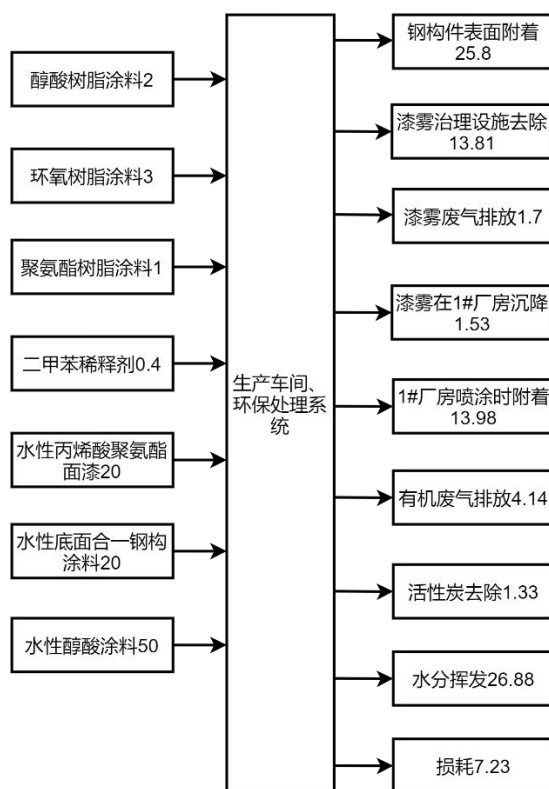 醇酸树脂涂料2
环氧树脂涂料3
聚氨酯树脂涂料1
二甲苯稀释剂0.4
水性丙烯酸聚氨酯
面漆20
水性底面合一钢构
涂料20
水性醇酸涂料50
生产车间、
环保处理系
统
钢构件表面附着
25.8
漆雾治理设施去除
13.81
漆雾废气排放1.7
漆雾在1#厂房沉降
1.53
1#厂房喷涂时附着
13.98
有机废气排放4.14
活性炭去除1.33
水分挥发26.88
损耗7.23